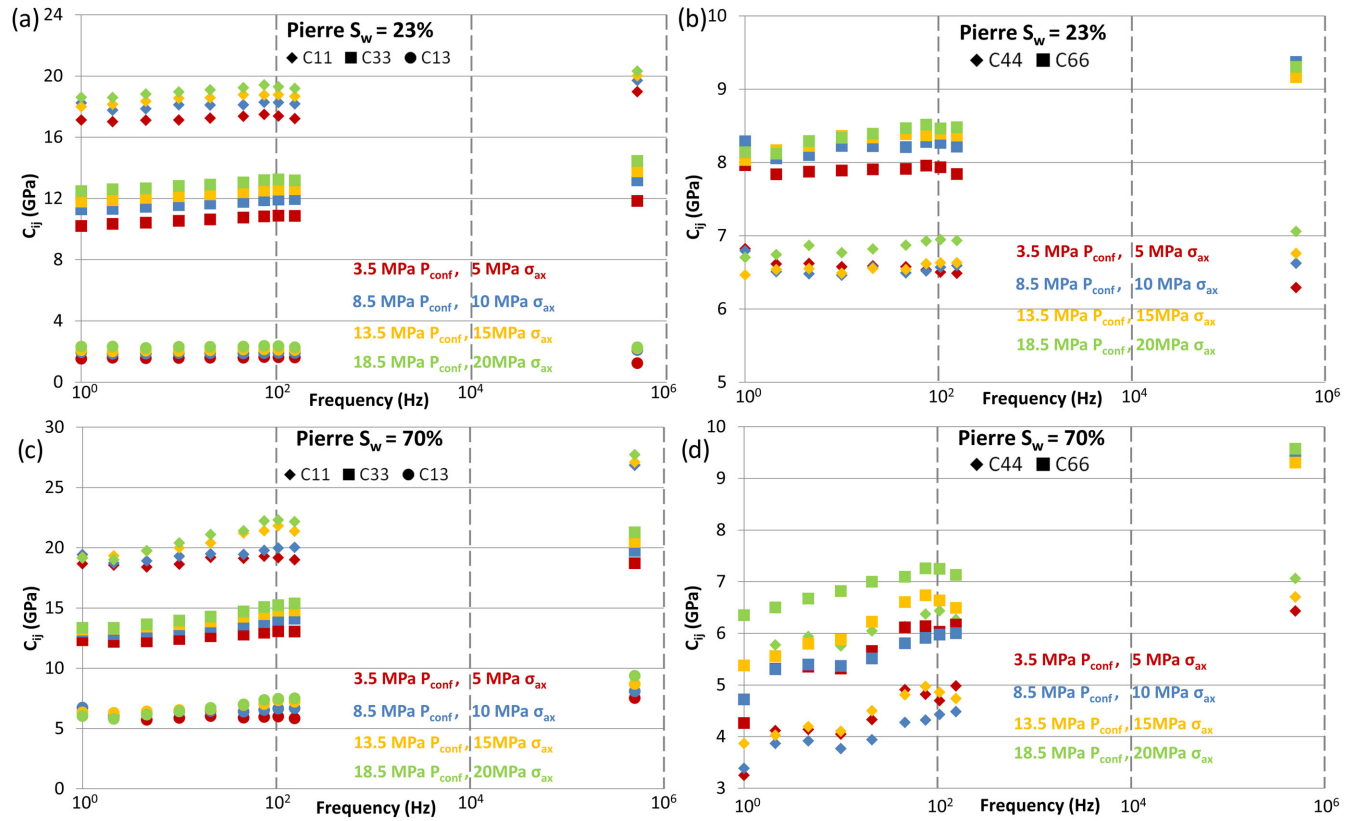 (a)
Pierre S_w = 23%
C11 C33 C13
24
20
16
12
8
4
0
C_ij (GPa)
3.5 MPa P_conf, 5 MPa σ_ax
8.5 MPa P_conf, 10 MPa σ_ax
13.5 MPa P_conf, 15MPa σ_ax
18.5 MPa P_conf, 20MPa σ_ax
10^0 10^2 10^4 10^6
Frequency (Hz)
(b)
Pierre S_w = 23%
C44 C66
10
9
8
7
6
5
C_ij (GPa)
3.5 MPa P_conf, 5 MPa σ_ax
8.5 MPa P_conf, 10 MPa σ_ax
13.5 MPa P_conf, 15MPa σ_ax
18.5 MPa P_conf, 20MPa σ_ax
10^0 10^2 10^4 10^6
Frequency (Hz)
(c)
Pierre S_w = 70%
C11 C33 C13
30
25
20
15
10
5
0
C_ij (GPa)
3.5 MPa P_conf, 5 MPa σ_ax
8.5 MPa P_conf, 10 MPa σ_ax
13.5 MPa P_conf, 15MPa σ_ax
18.5 MPa P_conf, 20MPa σ_ax
10^0 10^2 10^4 10^6
Frequency (Hz)
(d)
Pierre S_w = 70%
C44 C66
10
9
8
7
6
5
4
3
C_ij (GPa)
3.5 MPa P_conf, 5 MPa σ_ax
8.5 MPa P_conf, 10 MPa σ_ax
13.5 MPa P_conf, 15MPa σ_ax
18.5 MPa P_conf, 20MPa σ_ax
10^0 10^2 10^4 10^6
Frequency (Hz)